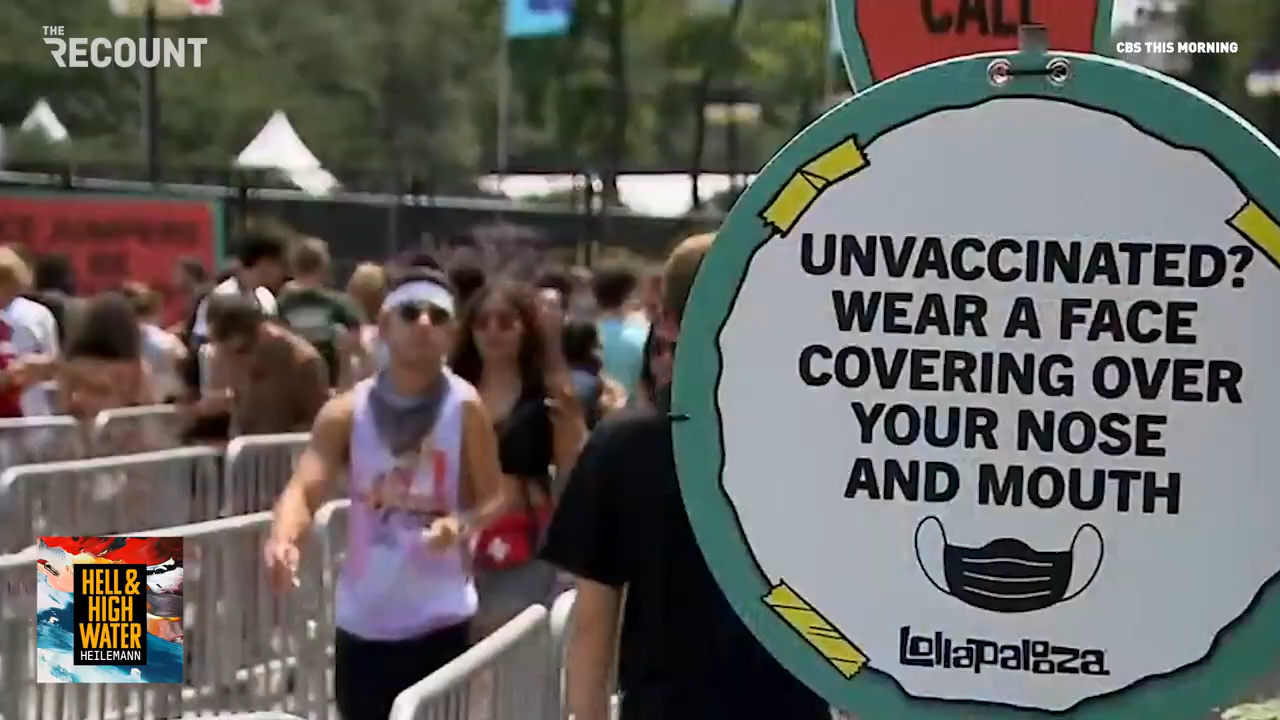 THE
RECOUNT
CBS THIS MORNING
CALL
UNVACCINATED?
WEAR A FACE
COVERING OVER
YOUR NOSE
AND MOUTH
Lollapalooza
HELL &
HIGH
WATER
HEILEMANN